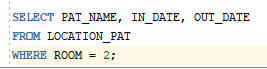 SELECT PAT_NAME, IN_DATE, OUT_DATE
FROM LOCATION_PAT
WHERE ROOM = 2;